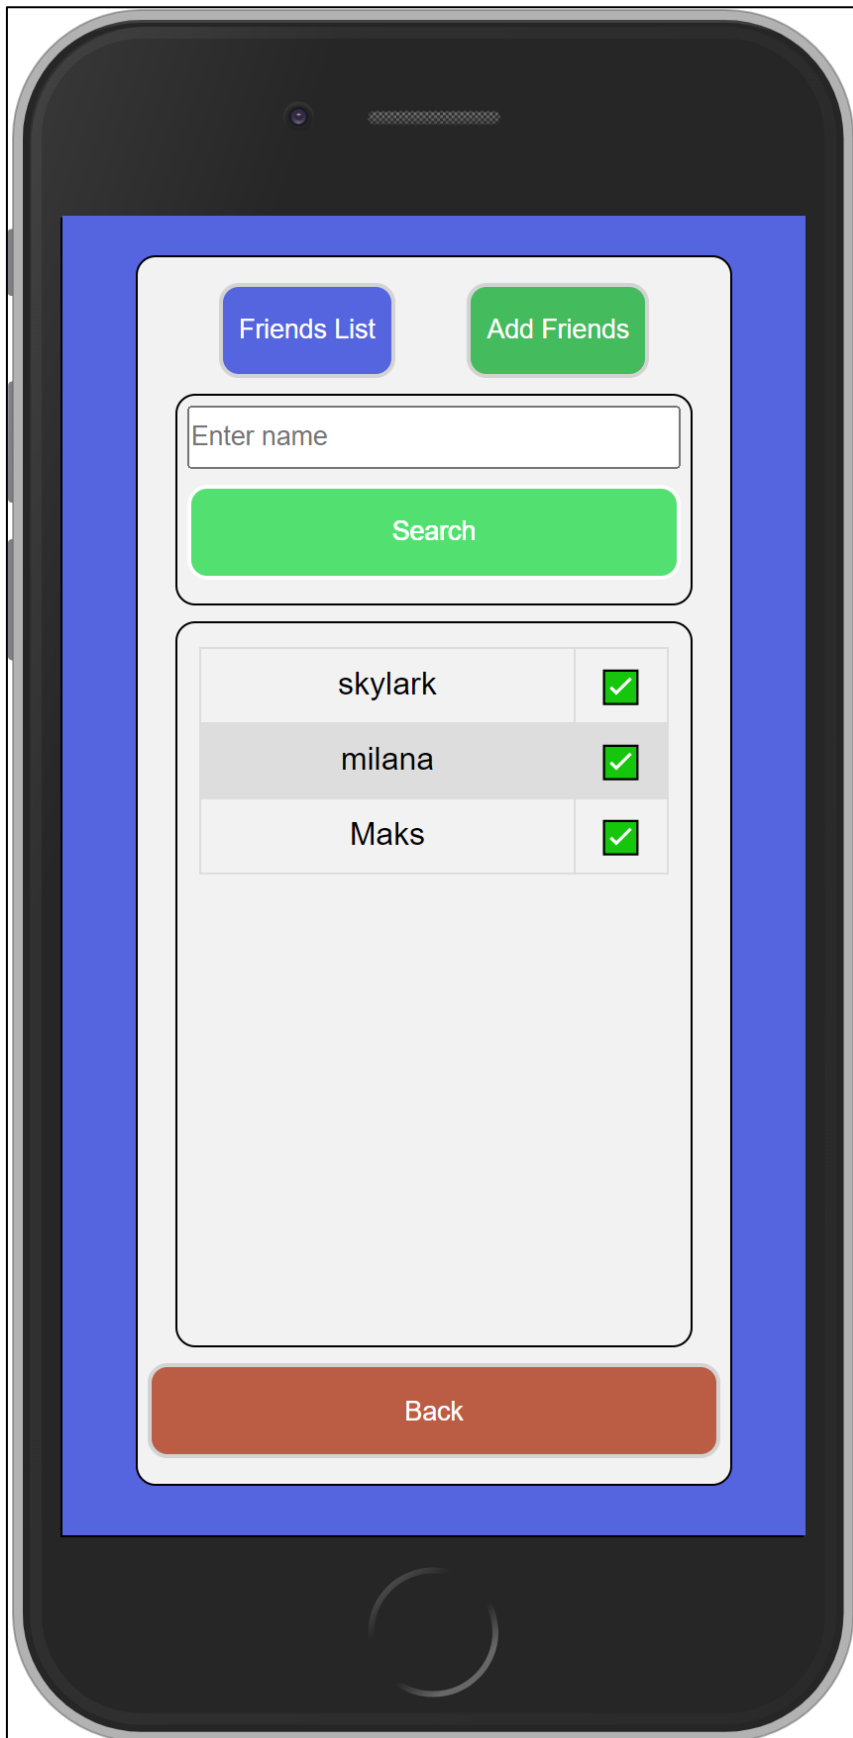 Friends List
Add Friends
Enter name
Search
skylark
milana
Maks
Back